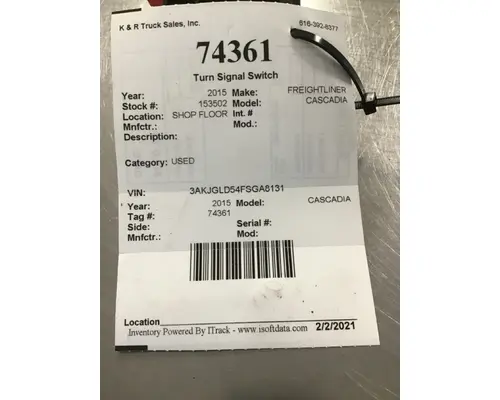 K & R Truck Sales, Inc. 616-392-6377
74361
Turn Signal Switch
Year: 2015 Make: FREIGHTLINER
Stock #: 153502 Model: CASCADIA
Location: SHOP FLOOR Int. #
Mnfctr.: Mod.:
Description:
Category: USED
VIN: 3AKJGLD54FSGA8131
Year: 2015 Model: CASCADIA
Tag #: 74361
Side: Serial #:
Mnfctr.: Mod:
Location
Inventory Powered By ITrack - www.isoftdata.com 2/2/2021